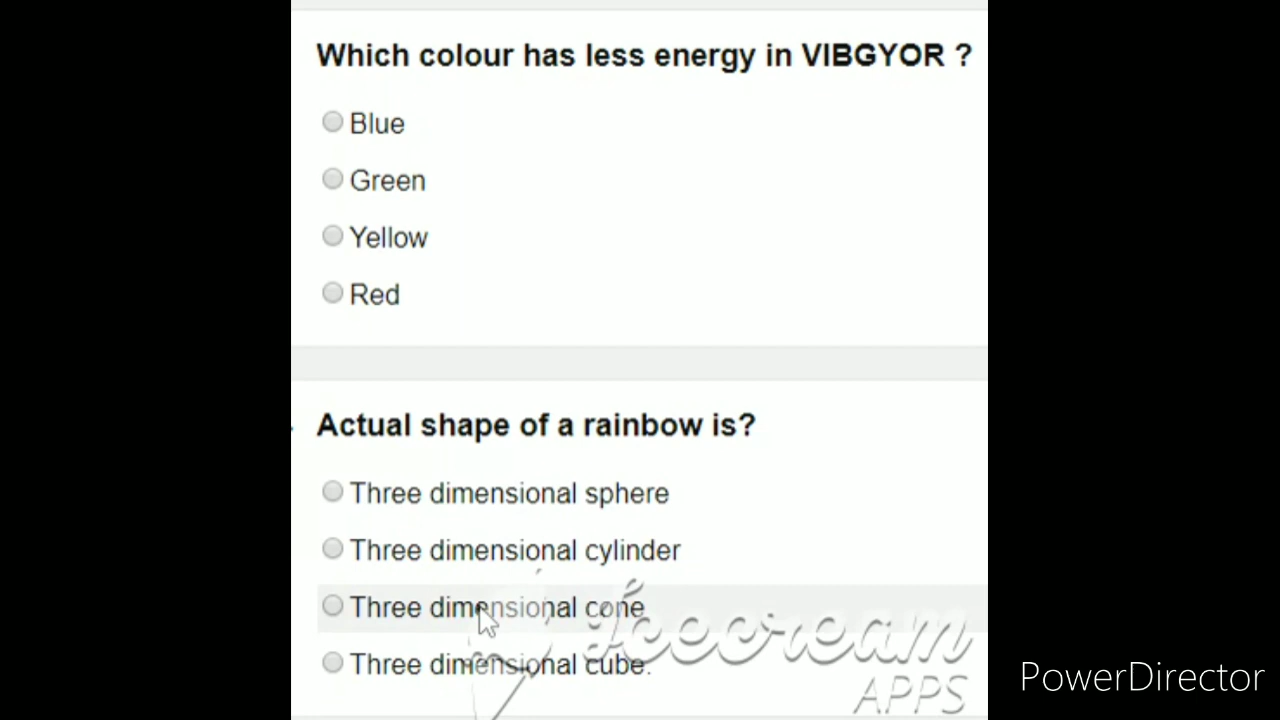 Which colour has less energy in VIBGYOR ?
Blue
Green
Yellow
Red
Actual shape of a rainbow is?
Three dimensional sphere
Three dimensional cylinder
Three dimensional cone
Three dimensional cube.
Icecream
APPS
PowerDirector